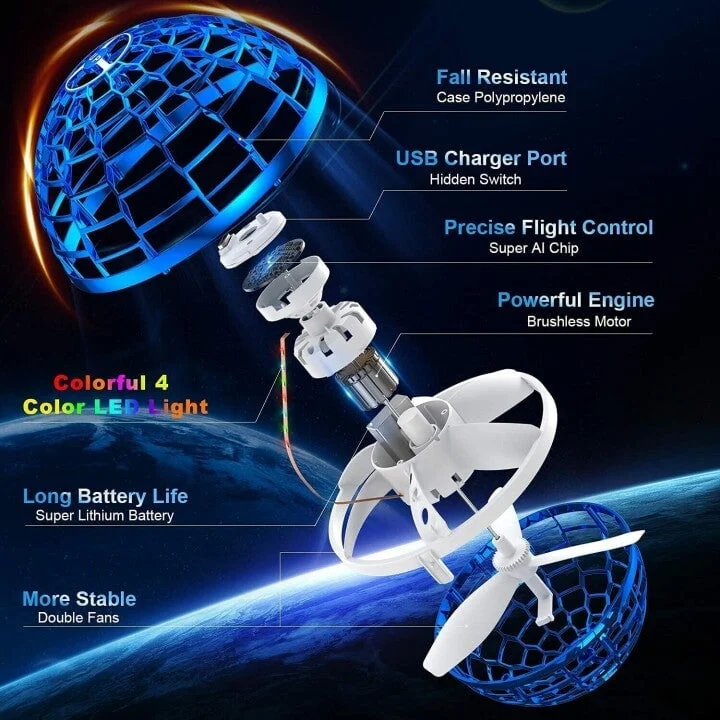 Fall Resistant
Case Polypropylene
USB Charger Port
Hidden Switch
Precise Flight Control
Super AI Chip
Powerful Engine
Brushless Motor
Colorful 4
Color LED Light
Long Battery Life
Super Lithium Battery
More Stable
Double Fans